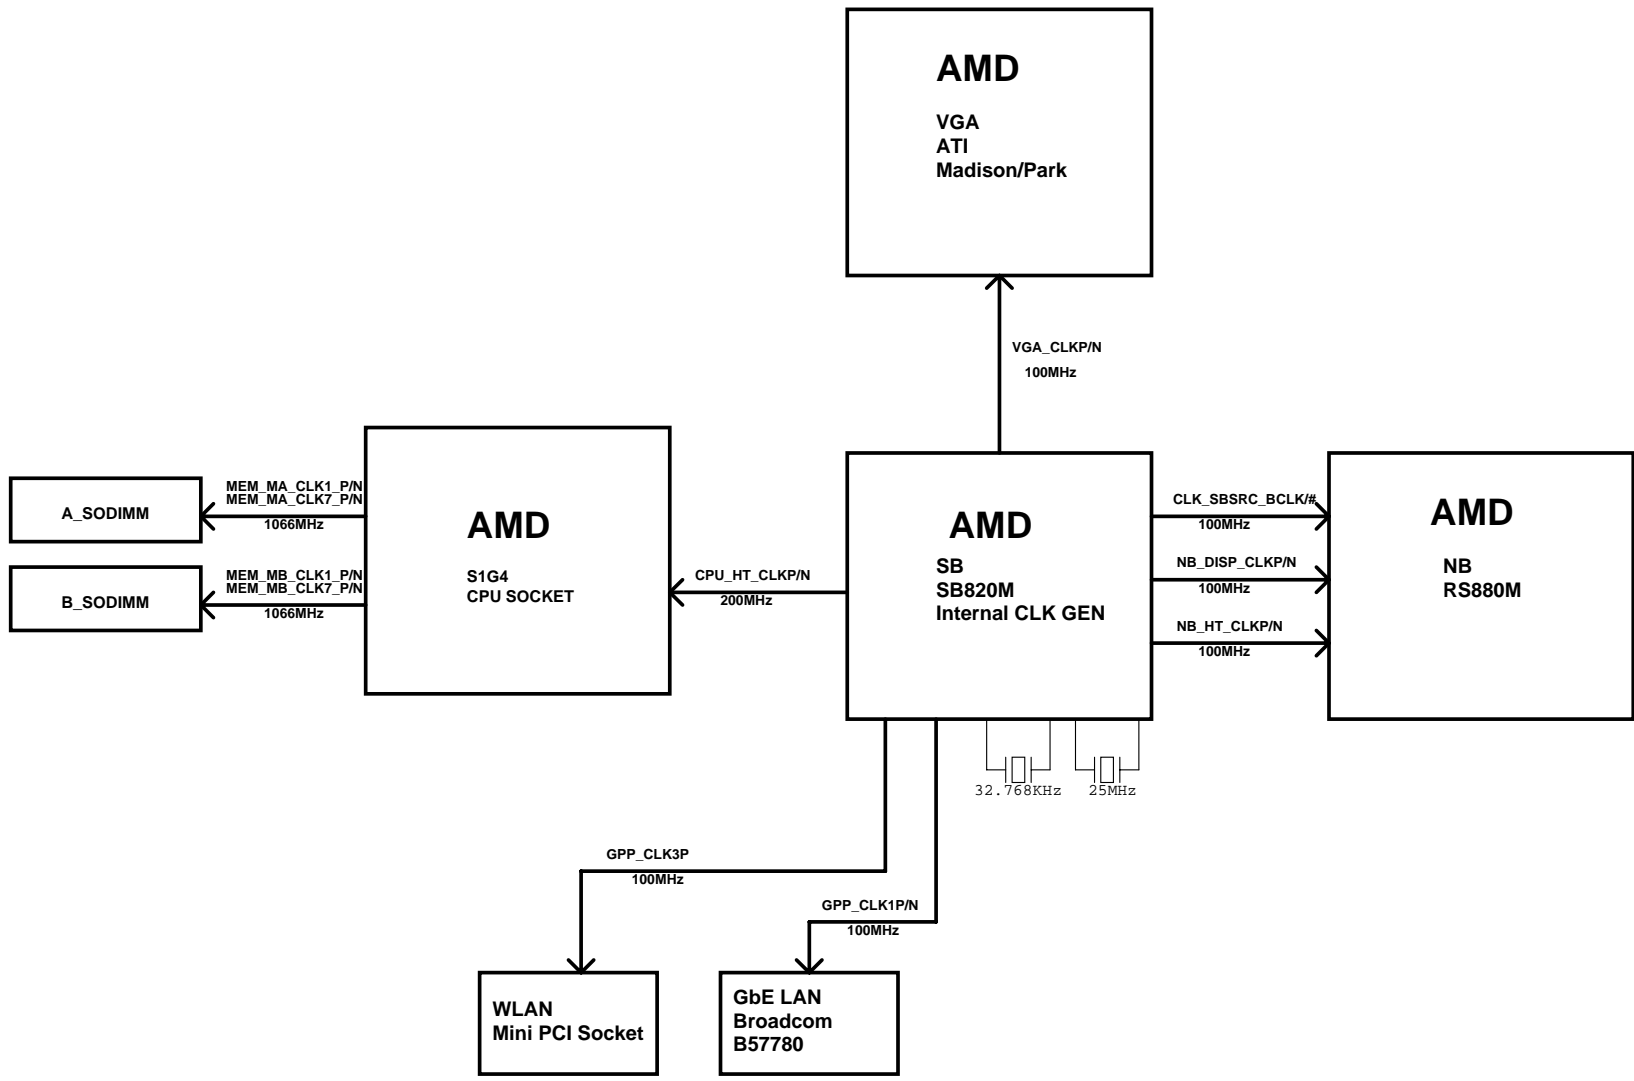 AMD
VGA
ATI
Madison/Park
VGA_CLKP/N
100MHz
A_SODIMM
MEM_MA_CLK1_P/N
MEM_MA_CLK7_P/N
1066MHz
B_SODIMM
MEM_MB_CLK1_P/N
MEM_MB_CLK7_P/N
1066MHz
AMD
S1G4
CPU SOCKET
CPU_HT_CLKP/N
200MHz
AMD
SB
SB820M
Internal CLK GEN
CLK_SBSRC_BCLK/#
100MHz
NB_DISP_CLKP/N
100MHz
NB_HT_CLKP/N
100MHz
AMD
NB
RS880M
32.768KHz
25MHz
GPP_CLK3P
100MHz
GPP_CLK1P/N
100MHz
WLAN
Mini PCI Socket
GbE LAN
Broadcom
B57780